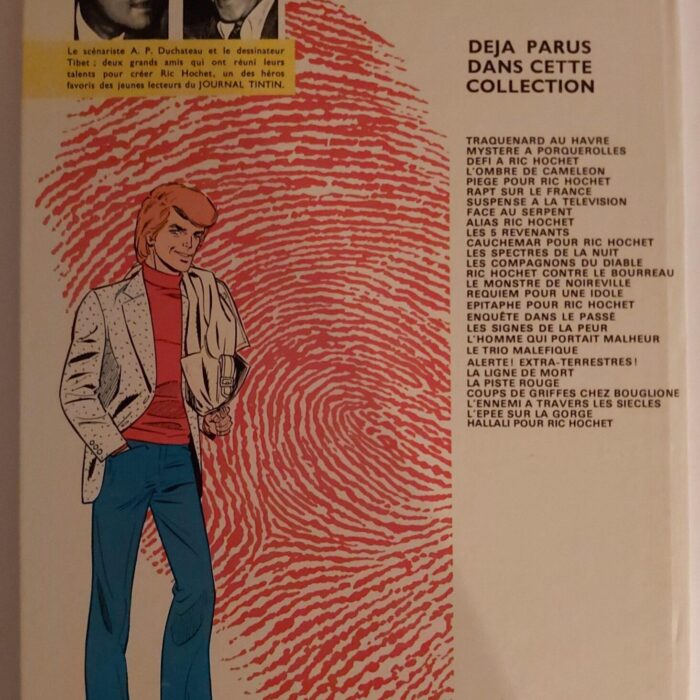 Le scénariste A. P. Duchateau et le dessinateur
Tibet ; deux grands amis qui ont réuni leurs
talents pour créer Ric Hochet, un des héros
favoris des jeunes lecteurs du JOURNAL TINTIN.
DEJA PARUS
DANS CETTE
COLLECTION
TRAQUENARD AU HAVRE
MYSTERE A PORQUEROLLES
DEFI A RIC HOCHET
L'OMBRE DE CAMELEON
PIEGE POUR RIC HOCHET
RAPT SUR LE FRANCE
SUSPENSE A LA TELEVISION
FACE AU SERPENT
ALIAS RIC HOCHET
LES 5 REVENANTS
CAUCHEMAR POUR RIC HOCHET
LES SPECTRES DE LA NUIT
LES COMPAGNONS DU DIABLE
RIC HOCHET CONTRE LE BOURREAU
LE MONSTRE DE NOIREVILLE
REQUIEM POUR UNE IDOLE
EPITAPHE POUR RIC HOCHET
ENQUÊTE DANS LE PASSÉ
LES SIGNES DE LA PEUR
L'HOMME QUI PORTAIT MALHEUR
LE TRIO MALEFIQUE
ALERTE! EXTRA-TERRESTRES!
LA LIGNE DE MORT
LA PISTE ROUGE
COUPS DE GRIFFES CHEZ BOUGLIONE
L'ENNEMI A TRAVERS LES SIECLES
L'EPEE SUR LA GORGE
HALLALI POUR RIC HOCHET